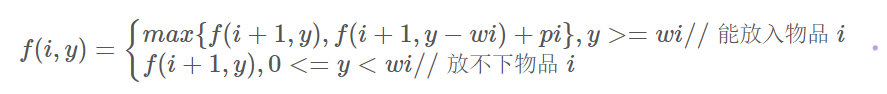 f(i, y) = { max{f(i + 1, y), f(i + 1, y − wi) + pi}, y >= wi// 能放入物品 i
f(i + 1, y), 0 <= y < wi// 放不下物品 i